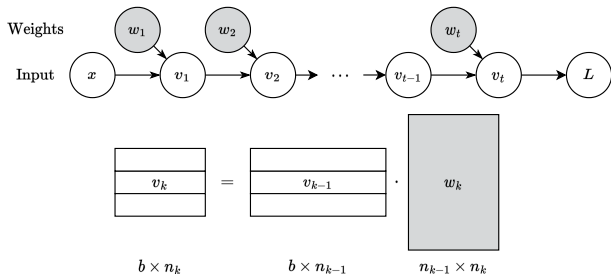 Weights w₁ w₂ wₜ
Input x v₁ v₂ ⋯ vₜ₋₁ vₜ L
vₖ = vₖ₋₁ · wₖ
b × nₖ b × nₖ₋₁ nₖ₋₁ × nₖ